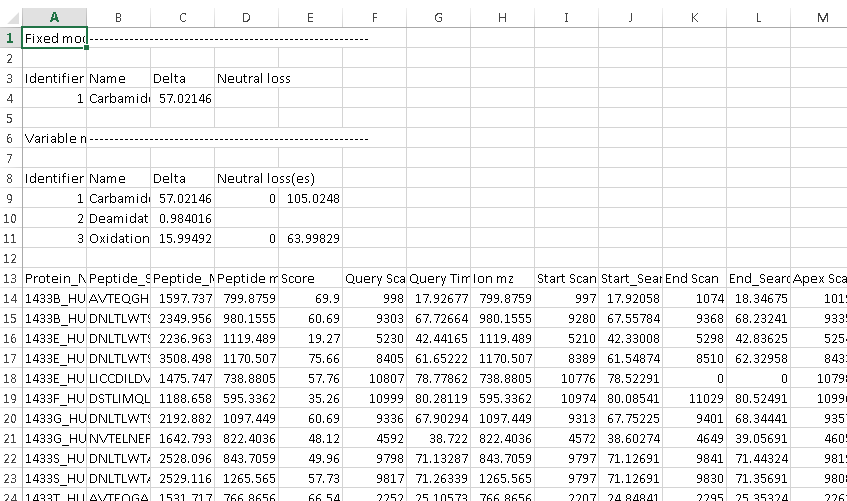 A B C D E F G H I J K L M
1 Fixed mod --------------------------------------------------------
2
3 Identifier Name Delta Neutral loss
4 1 Carbamid 57.02146
5
6 Variable m --------------------------------------------------------
7
8 Identifier Name Delta Neutral loss(es)
9 1 Carbamid 57.02146 0 105.0248
10 2 Deamidat 0.984016
11 3 Oxidation 15.99492 0 63.99829
12
13 Protein_N Peptide_S Peptide_M Peptide m Score Query Sca Query Tim Ion mz Start Scan Start_Sear End Scan End_Searc Apex Sca
14 1433B_HU AVTEQGH 1597.737 799.8759 69.9 998 17.92677 799.8759 997 17.92058 1074 18.34675 1019
15 1433B_HU DNLTLWTS 2349.956 980.1555 60.69 9303 67.72664 980.1555 9280 67.55784 9368 68.23241 9335
16 1433E_HU DNLTLWTS 2236.963 1119.489 19.27 5230 42.44165 1119.489 5210 42.33008 5298 42.83625 5254
17 1433E_HU DNLTLWTS 3508.498 1170.507 75.66 8405 61.65222 1170.507 8389 61.54874 8510 62.32958 8433
18 1433E_HU LICCDILDV 1475.747 738.8805 57.76 10807 78.77862 738.8805 10776 78.52291 0 0 10798
19 1433F_HU DSTLIMQL 1188.658 595.3362 35.26 10999 80.28119 595.3362 10974 80.08541 11029 80.52491 10996
20 1433G_HU DNLTLWTS 2192.882 1097.449 60.69 9336 67.90294 1097.449 9313 67.75225 9401 68.34441 9357
21 1433G_HU NVTELNEP 1642.793 822.4036 48.12 4592 38.722 822.4036 4572 38.60274 4649 39.05691 4605
22 1433S_HU DNLTLWTA 2528.096 843.7059 49.96 9798 71.13287 843.7059 9797 71.12691 9841 71.44324 9819
23 1433S_HU DNLTLWTA 2529.116 1265.565 57.73 9817 71.26339 1265.565 9797 71.12691 9830 71.35691 9808
24 1433T_HU AVTEQGA 1531.717 766.8656 66.54 2252 25.10573 766.8656 2207 24.84841 2295 25.35324 226